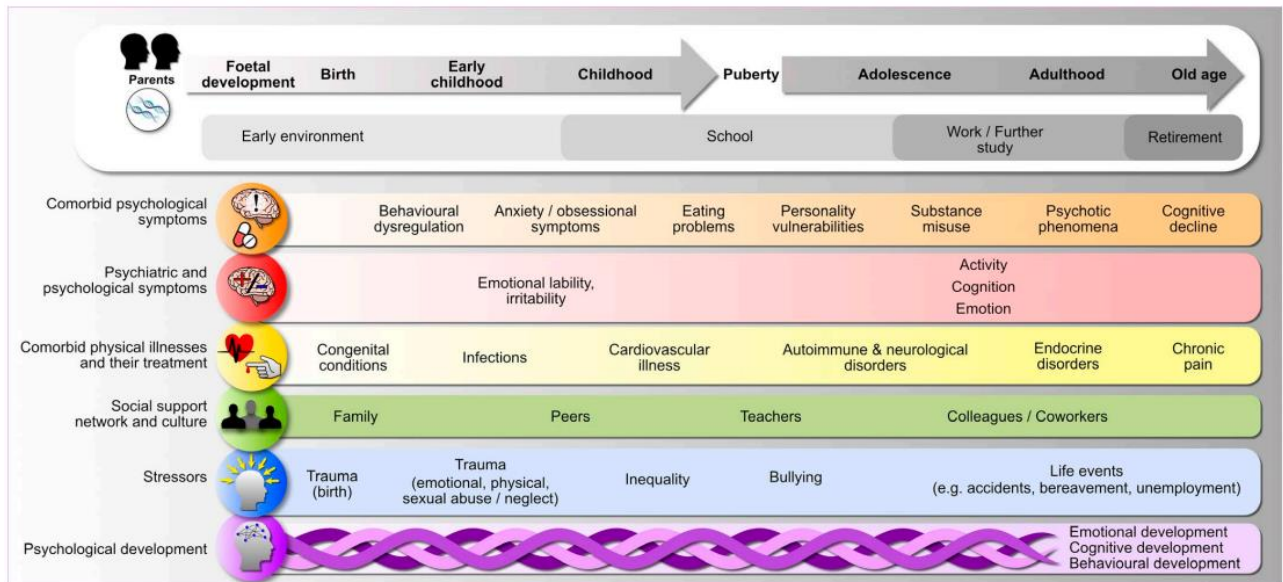 Parents
Foetal
development
Birth
Early
childhood
Childhood
Puberty
Adolescence
Adulthood
Old age
Early environment
School
Work / Further
study
Retirement
Comorbid psychological
symptoms
Behavioural
dysregulation
Anxiety / obsessional
symptoms
Eating
problems
Personality
vulnerabilities
Substance
misuse
Psychotic
phenomena
Cognitive
decline
Psychiatric and
psychological symptoms
Emotional lability,
irritability
Activity
Cognition
Emotion
Comorbid physical illnesses
and their treatment
Congenital
conditions
Infections
Cardiovascular
illness
Autoimmune & neurological
disorders
Endocrine
disorders
Chronic
pain
Social support
network and culture
Family
Peers
Teachers
Colleagues / Coworkers
Stressors
Trauma
(birth)
Trauma
(emotional, physical,
sexual abuse / neglect)
Inequality
Bullying
Life events
(e.g. accidents, bereavement, unemployment)
Psychological development
Emotional development
Cognitive development
Behavioural development